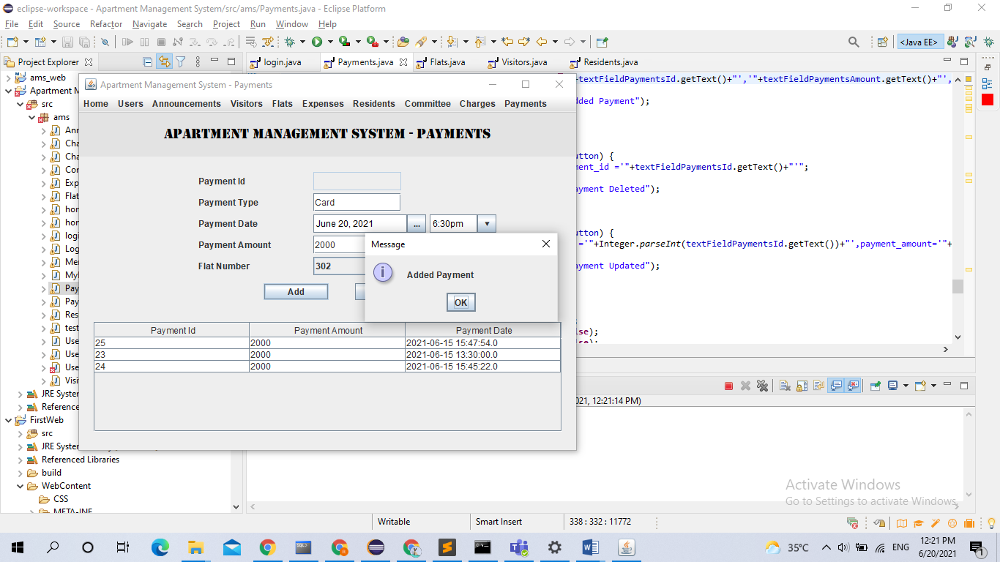 eclipse-workspace - Apartment Management System/src/ams/Payments.java - Eclipse Platform
File Edit Source Refactor Navigate Search Project Run Window Help
<Java EE>
Project Explorer
login.java Payments.java Flats.java Visitors.java Residents.java
ams_web
Apartment M
src
ams
Ann
Cha
Cha
Exp
Flat
hor
hor
logi
Log
Mer
Pay
Pay
Res
test
Use
Use
Use
Visi
JRE System
Reference
FirstWeb
src
JRE Syster
Referenced Libraries
build
WebContent
CSS
META-INF
Apartment Management System - Payments
Home Users Announcements Visitors Flats Expenses Residents Committee Charges Payments
APARTMENT MANAGEMENT SYSTEM - PAYMENTS
Payment Id
Payment Type Card
Payment Date June 20, 2021 ... 6:30pm
Payment Amount 2000
Flat Number 302
Add
Message
Added Payment
OK
Payment Id Payment Amount Payment Date
25 2000 2021-06-15 15:47:54.0
23 2000 2021-06-15 13:30:00.0
24 2000 2021-06-15 15:45:22.0
textFieldPaymentsId.getText()+"','"+textFieldPaymentsAmount.getText()+"',
dded Payment");
utton) {
ment_id ='"+textFieldPaymentsId.getText()+"'";
ayment Deleted");
utton) {
='"+Integer.parseInt(textFieldPaymentsId.getText())+"',payment_amount='"+
ayment Updated");
lse);
021, 12:21:14 PM)
Activate Windows
Go to Settings to activate Windows.
Writable Smart Insert 338 : 332 : 11772
35°C ENG 12:21 PM
6/20/2021
1